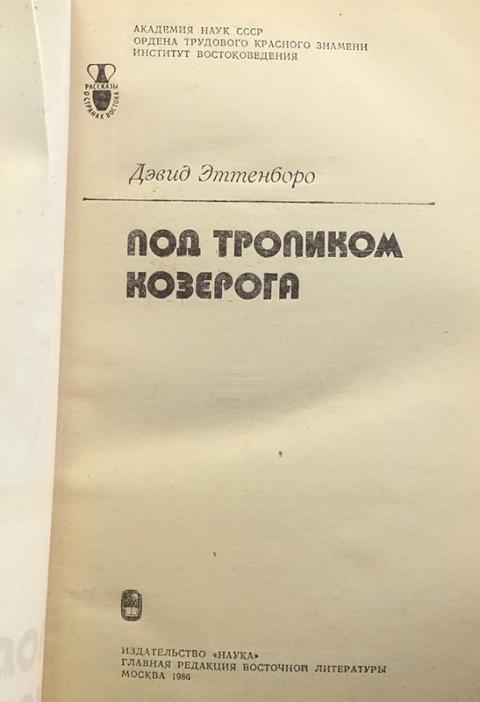 АКАДЕМИЯ НАУК СССР
ОРДЕНА ТРУДОВОГО КРАСНОГО ЗНАМЕНИ
ИНСТИТУТ ВОСТОКОВЕДЕНИЯ
РАССКАЗЫ
О СТРАНАХ ВОСТОКА
Дэвид Эттенборо
ПОД ТРОПИКОМ
КОЗЕРОГА
ИЗДАТЕЛЬСТВО «НАУКА»
ГЛАВНАЯ РЕДАКЦИЯ ВОСТОЧНОЙ ЛИТЕРАТУРЫ
МОСКВА 1986